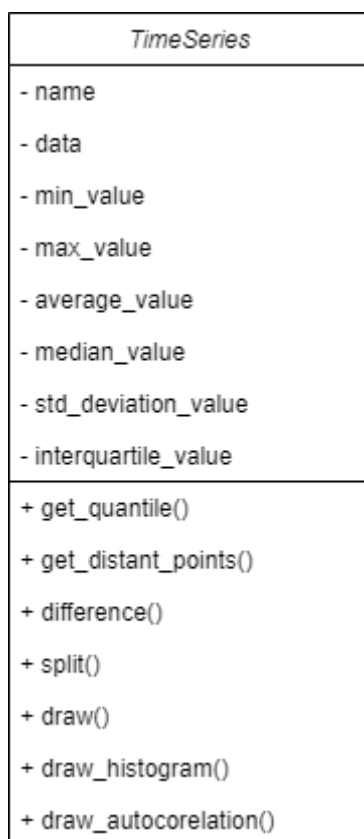 TimeSeries
- name
- data
- min_value
- max_value
- average_value
- median_value
- std_deviation_value
- interquartile_value
+ get_quantile()
+ get_distant_points()
+ difference()
+ split()
+ draw()
+ draw_histogram()
+ draw_autocorelation()